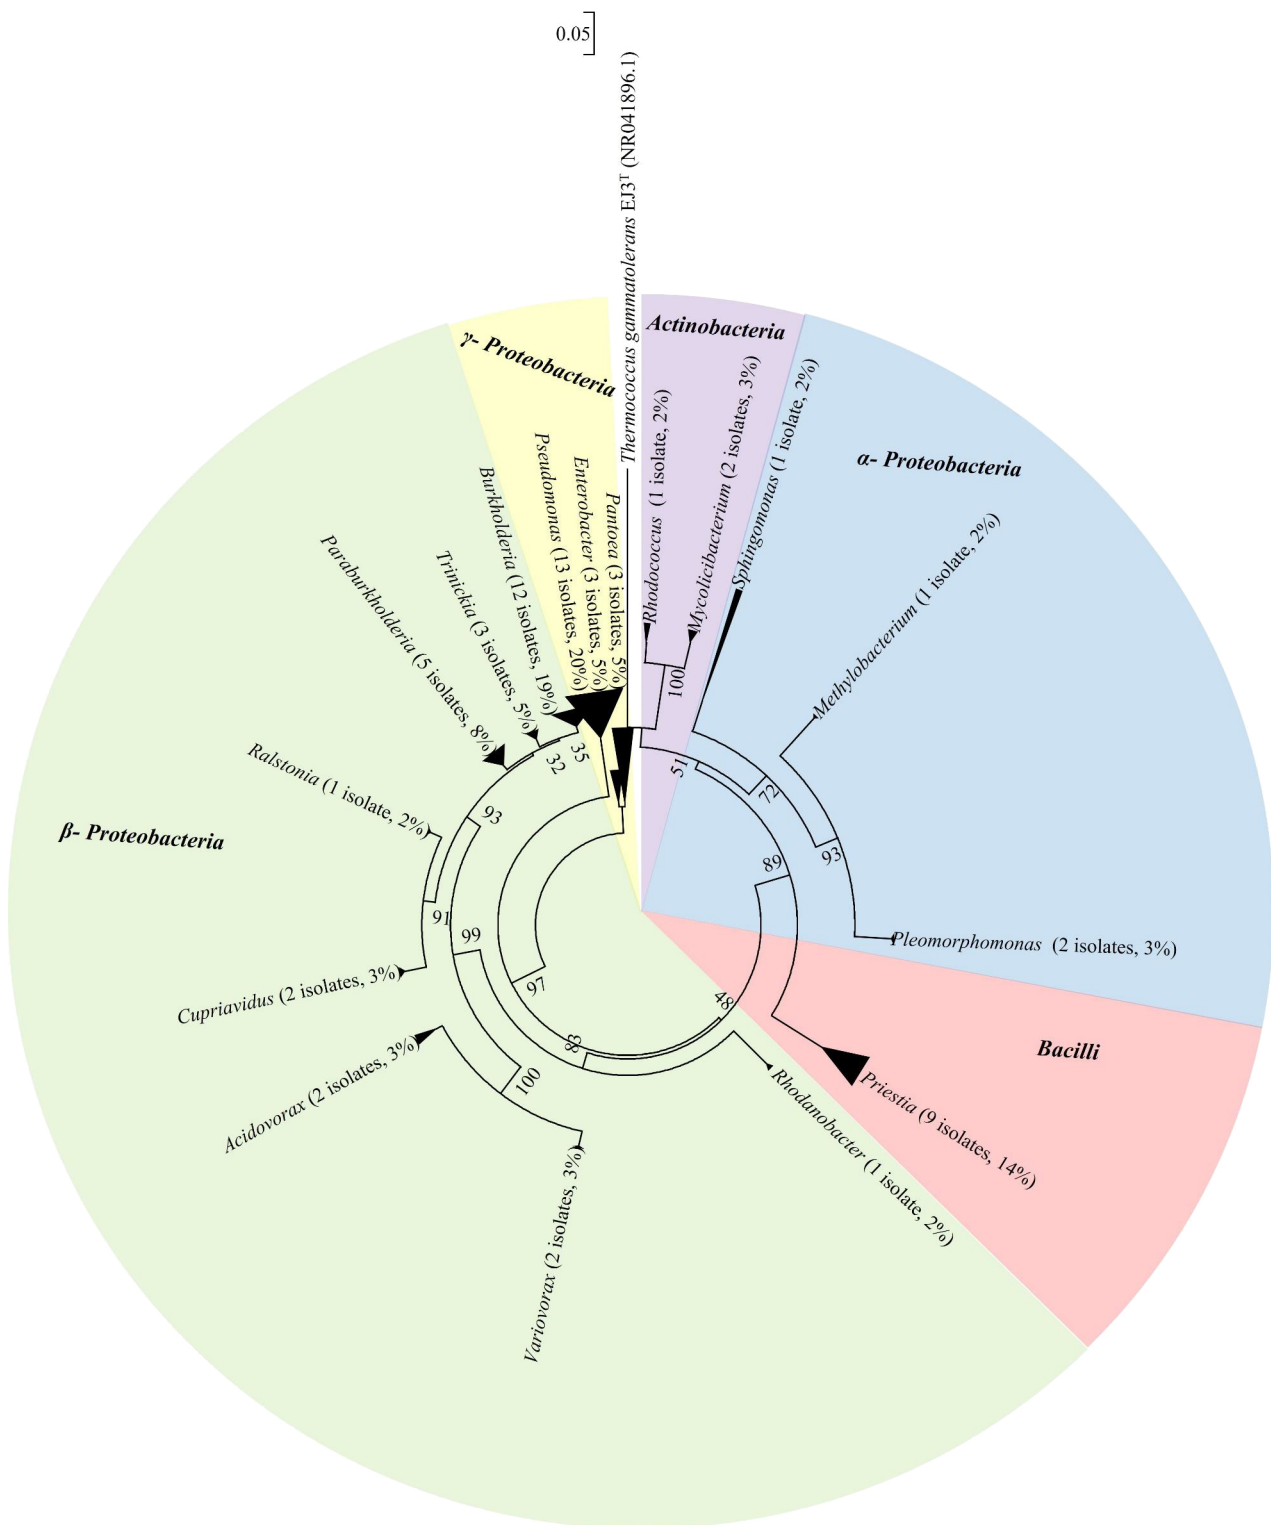 0.05
Thermococcus gammatolerans EJ3ᵀ (NR041896.1)
Actinobacteria
Rhodococcus (1 isolate, 2%)
Mycolicibacterium (2 isolates, 3%)
100
α- Proteobacteria
Sphingomonas (1 isolate, 2%)
Methylobacterium (1 isolate, 2%)
Pleomorphomonas (2 isolates, 3%)
51
72
93
89
Bacilli
Priestia (9 isolates, 14%)
48
Rhodanobacter (1 isolate, 2%)
83
β- Proteobacteria
Variovorax (2 isolates, 3%)
Acidovorax (2 isolates, 3%)
100
99
97
Cupriavidus (2 isolates, 3%)
91
Ralstonia (1 isolate, 2%)
93
Paraburkholderia (5 isolates, 8%)
Trinickia (3 isolates, 5%)
32
35
Burkholderia (12 isolates, 19%)
γ- Proteobacteria
Pseudomonas (13 isolates, 20%)
Enterobacter (3 isolates, 5%)
Pantoea (3 isolates, 5%)